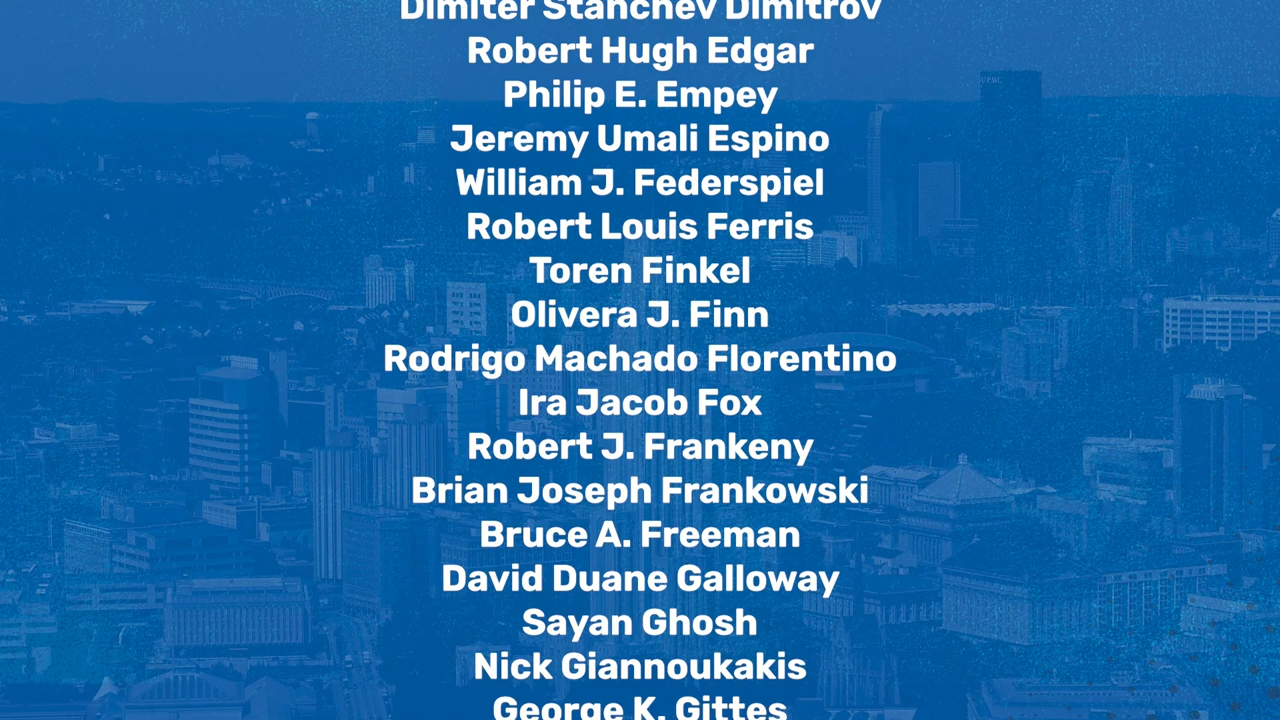 Dimiter Stanchev Dimitrov
Robert Hugh Edgar
UPMC
Philip E. Empey
Jeremy Umali Espino
William J. Federspiel
Robert Louis Ferris
Toren Finkel
Olivera J. Finn
Rodrigo Machado Florentino
Ira Jacob Fox
Robert J. Frankeny
Brian Joseph Frankowski
Bruce A. Freeman
David Duane Galloway
Sayan Ghosh
Nick Giannoukakis
George K. Gittes